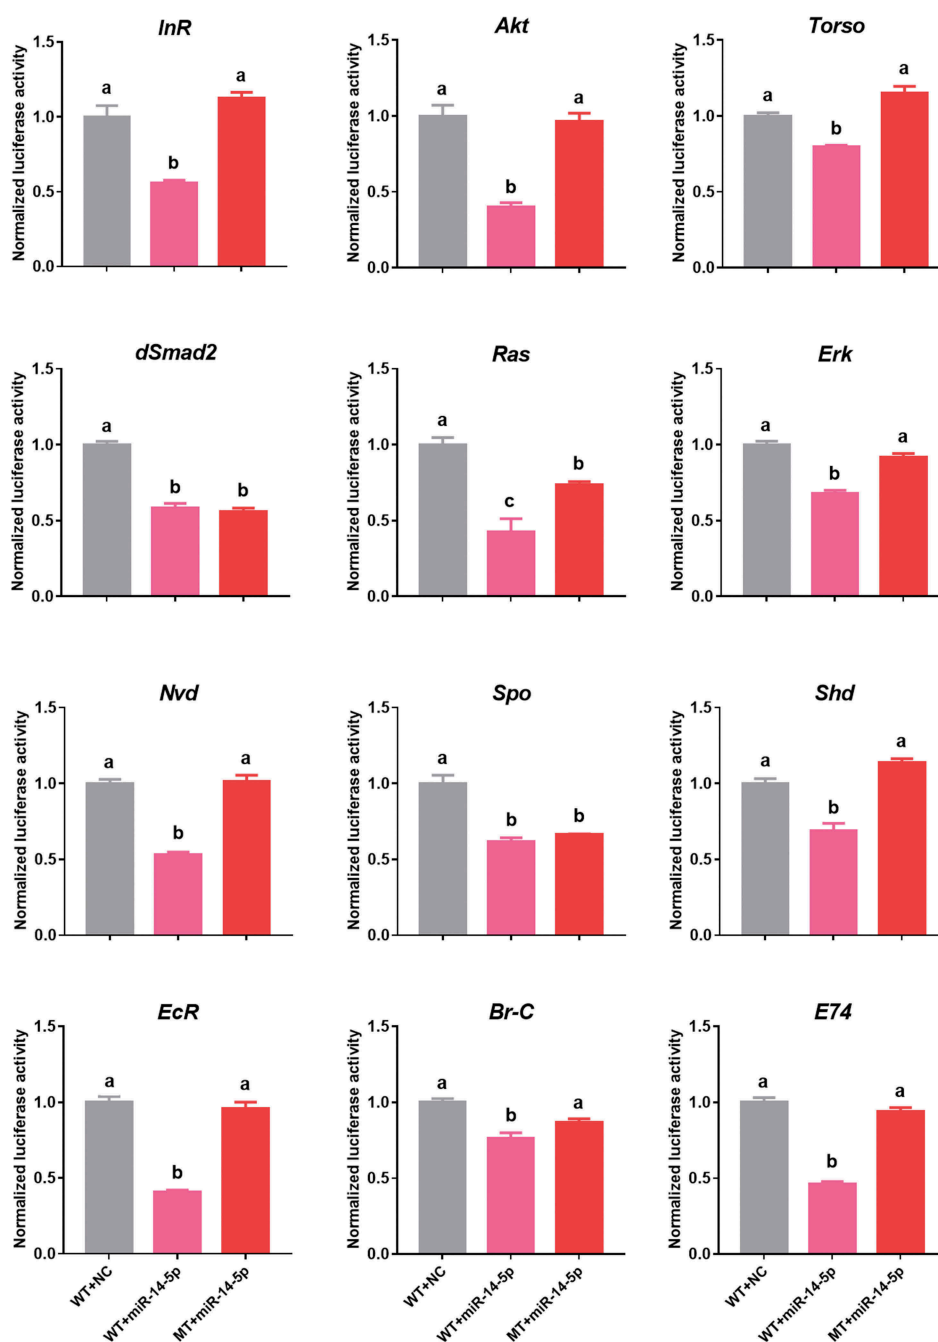 InR
Normalized luciferase activity
1.5
1.0
0.5
0.0
a
b
a
Akt
Normalized luciferase activity
1.5
1.0
0.5
0.0
a
b
a
Torso
Normalized luciferase activity
1.5
1.0
0.5
0.0
a
b
a
dSmad2
Normalized luciferase activity
1.5
1.0
0.5
0.0
a
b
b
Ras
Normalized luciferase activity
1.5
1.0
0.5
0.0
a
c
b
Erk
Normalized luciferase activity
1.5
1.0
0.5
0.0
a
b
a
Nvd
Normalized luciferase activity
1.5
1.0
0.5
0.0
a
b
a
Spo
Normalized luciferase activity
1.5
1.0
0.5
0.0
a
b
b
Shd
Normalized luciferase activity
1.5
1.0
0.5
0.0
a
b
a
EcR
Normalized luciferase activity
1.5
1.0
0.5
0.0
a
b
a
WT+NC
WT+miR-14-5p
MT+miR-14-5p
Br-C
Normalized luciferase activity
1.5
1.0
0.5
0.0
a
b
a
WT+NC
WT+miR-14-5p
MT+miR-14-5p
E74
Normalized luciferase activity
1.5
1.0
0.5
0.0
a
b
a
WT+NC
WT+miR-14-5p
MT+miR-14-5p